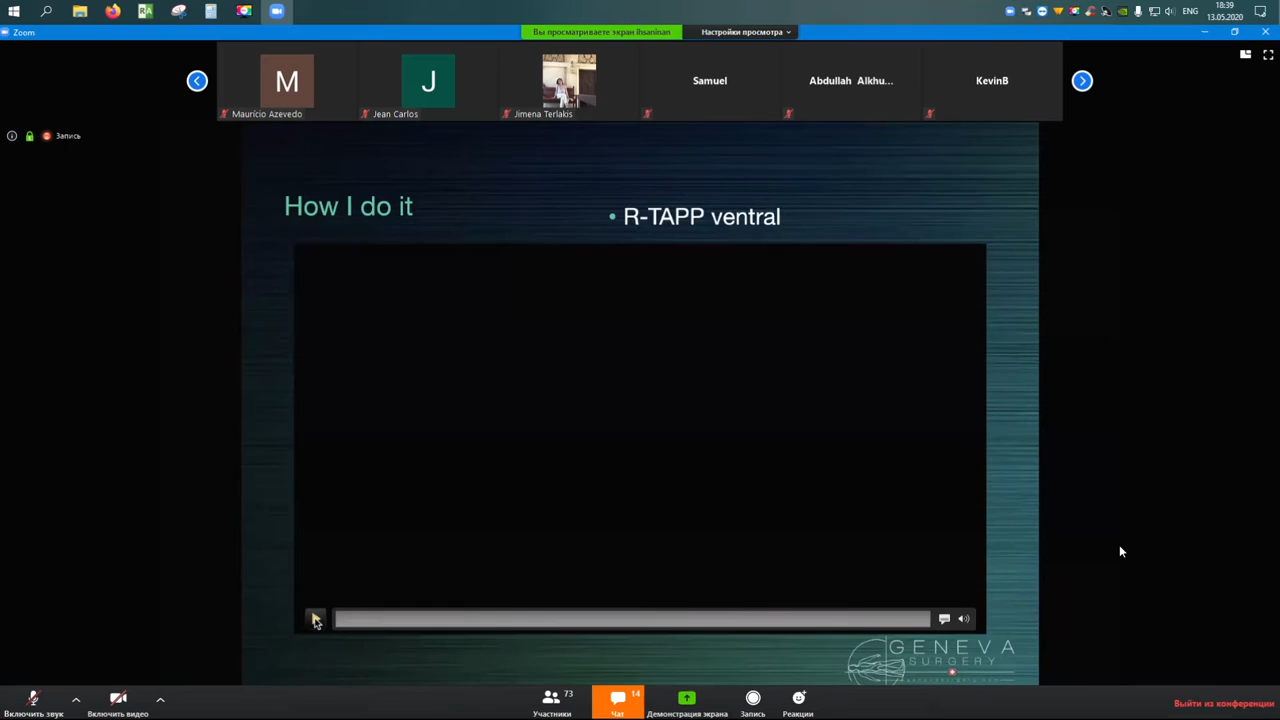 18:39
ENG
13.05.2020
Zoom
Вы просматриваете экран ihsaninan
Настройки просмотра
M
J
Samuel
Abdullah Alkhu...
KevinB
Maurício Azevedo
Jean Carlos
Jimena Terlakis
Запись
How I do it
• R-TAPP ventral
GENEVA
SURGERY
73
14
Включить звук
Включить видео
Участники
Чат
Демонстрация экрана
Запись
Реакции
Выйти из конференции